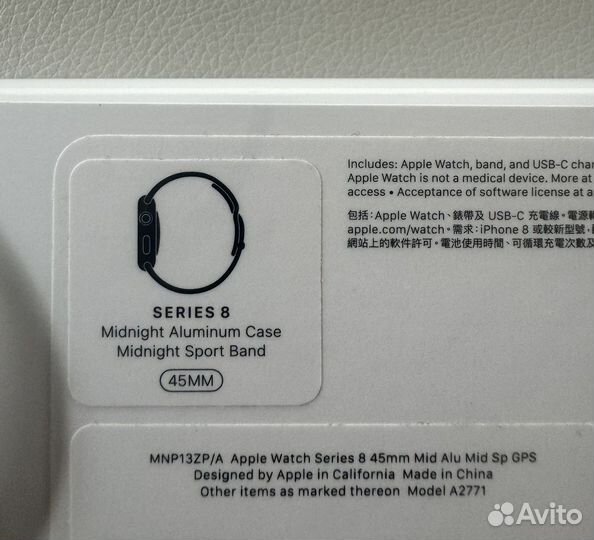 Includes: Apple Watch, band, and USB-C
Apple Watch is not a medical device. More at
access • Acceptance of software license at
包括：Apple Watch、錶帶及 USB-C 充電線。
apple.com/watch。需求：iPhone 8 或較新型號，
網站上的軟件許可。電池使用時間、可循環充電次數及
SERIES 8
Midnight Aluminum Case
Midnight Sport Band
45MM
MNP13ZP/A Apple Watch Series 8 45mm Mid Alu Mid Sp GPS
Designed by Apple in California Made in China
Other items as marked thereon Model A2771
Avito